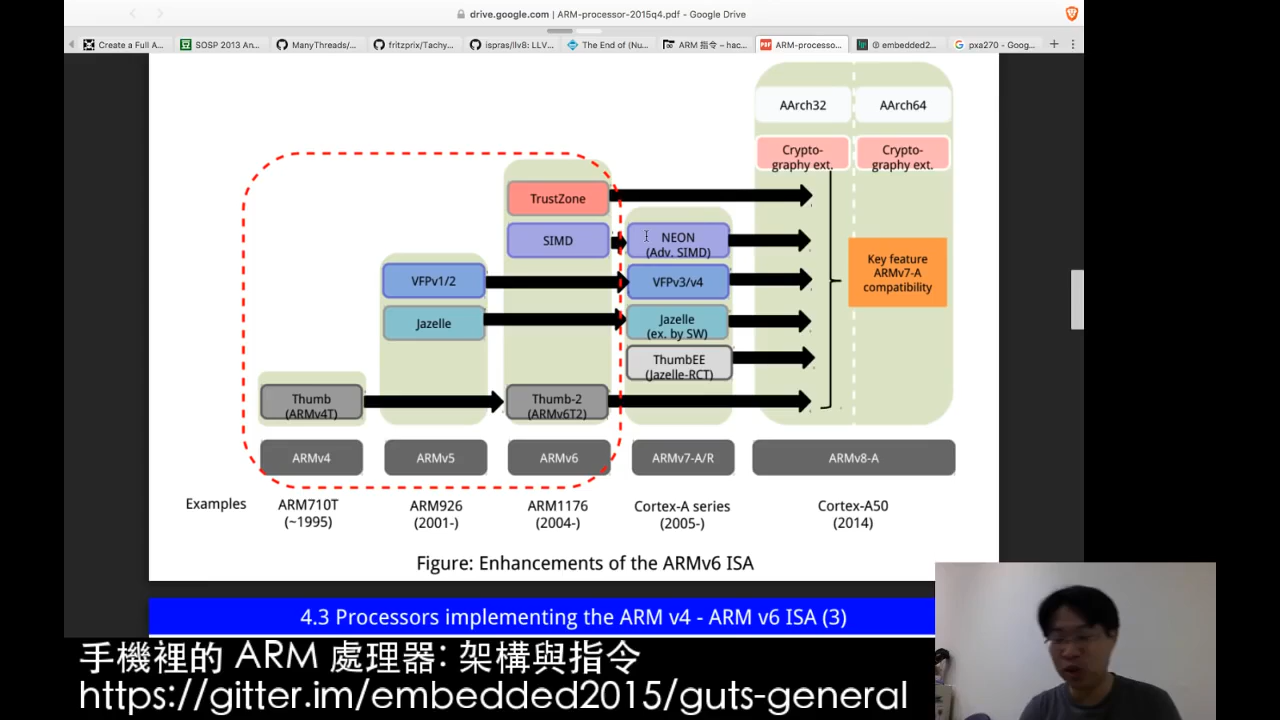 drive.google.com | ARM-processor-2015q4.pdf - Google Drive
Create a Full A...
SOSP 2013 An...
ManyThreads/...
fritzprix/Tachy...
ispras/llv8: LLV...
The End of (Nu...
ARM 指令 – hac...
ARM-processo...
embedded2...
pxa270 - Goog...
AArch32
AArch64
Crypto-
graphy ext.
Crypto-
graphy ext.
TrustZone
SIMD
NEON
(Adv. SIMD)
Key feature
ARMv7-A
compatibility
VFPv1/2
VFPv3/v4
Jazelle
Jazelle
(ex. by SW)
ThumbEE
(Jazelle-RCT)
Thumb
(ARMv4T)
Thumb-2
(ARMv6T2)
ARMv4
ARMv5
ARMv6
ARMv7-A/R
ARMv8-A
Examples
ARM710T
(~1995)
ARM926
(2001-)
ARM1176
(2004-)
Cortex-A series
(2005-)
Cortex-A50
(2014)
Figure: Enhancements of the ARMv6 ISA
4.3 Processors implementing the ARM v4 - ARM v6 ISA (3)
手機裡的 ARM 處理器: 架構與指令
https://gitter.im/embedded2015/guts-general